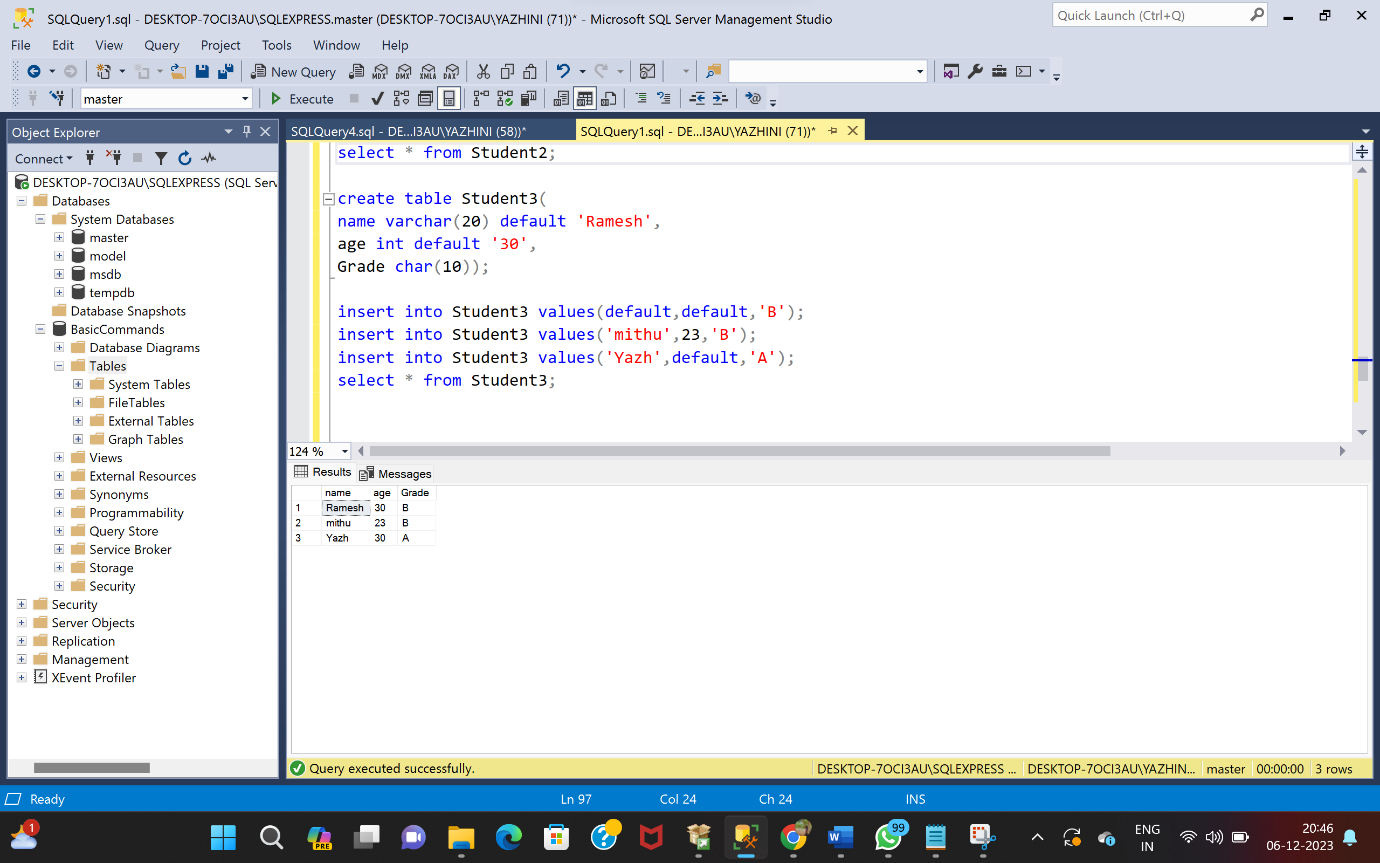 SQLQuery1.sql - DESKTOP-7OCI3AU\SQLEXPRESS.master (DESKTOP-7OCI3AU\YAZHINI (71))* - Microsoft SQL Server Management Studio
Quick Launch (Ctrl+Q)
File Edit View Query Project Tools Window Help
New Query MDX DMX XMLA DAX
master Execute
Object Explorer
SQLQuery4.sql - DE...I3AU\YAZHINI (58))* SQLQuery1.sql - DE...I3AU\YAZHINI (71))*
Connect
DESKTOP-7OCI3AU\SQLEXPRESS (SQL Serv
Databases
System Databases
master
model
msdb
tempdb
Database Snapshots
BasicCommands
Database Diagrams
Tables
System Tables
FileTables
External Tables
Graph Tables
Views
External Resources
Synonyms
Programmability
Query Store
Service Broker
Storage
Security
Security
Server Objects
Replication
Management
XEvent Profiler
select * from Student2;
create table Student3(
name varchar(20) default 'Ramesh',
age int default '30',
Grade char(10));
insert into Student3 values(default,default,'B');
insert into Student3 values('mithu',23,'B');
insert into Student3 values('Yazh',default,'A');
select * from Student3;
124 %
Results Messages
name age Grade
1 Ramesh 30 B
2 mithu 23 B
3 Yazh 30 A
Query executed successfully. DESKTOP-7OCI3AU\SQLEXPRESS ... DESKTOP-7OCI3AU\YAZHIN... master 00:00:00 3 rows
Ready Ln 97 Col 24 Ch 24 INS
1 PRE 99 ENG
IN
20:46
06-12-2023